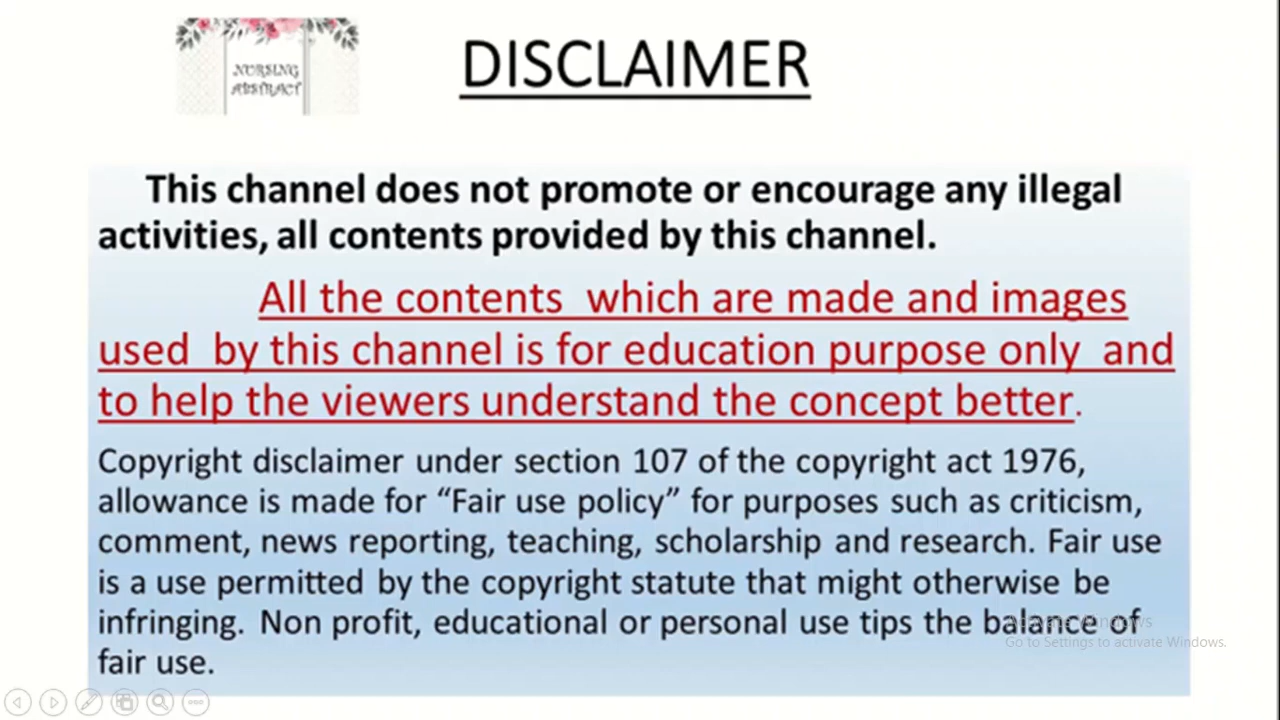 NURSING
ABSTRACT
DISCLAIMER
This channel does not promote or encourage any illegal
activities, all contents provided by this channel.
All the contents which are made and images
used by this channel is for education purpose only and
to help the viewers understand the concept better.
Copyright disclaimer under section 107 of the copyright act 1976,
allowance is made for “Fair use policy” for purposes such as criticism,
comment, news reporting, teaching, scholarship and research. Fair use
is a use permitted by the copyright statute that might otherwise be
infringing. Non profit, educational or personal use tips the balance of
fair use.
Activate Windows
Go to Settings to activate Windows.